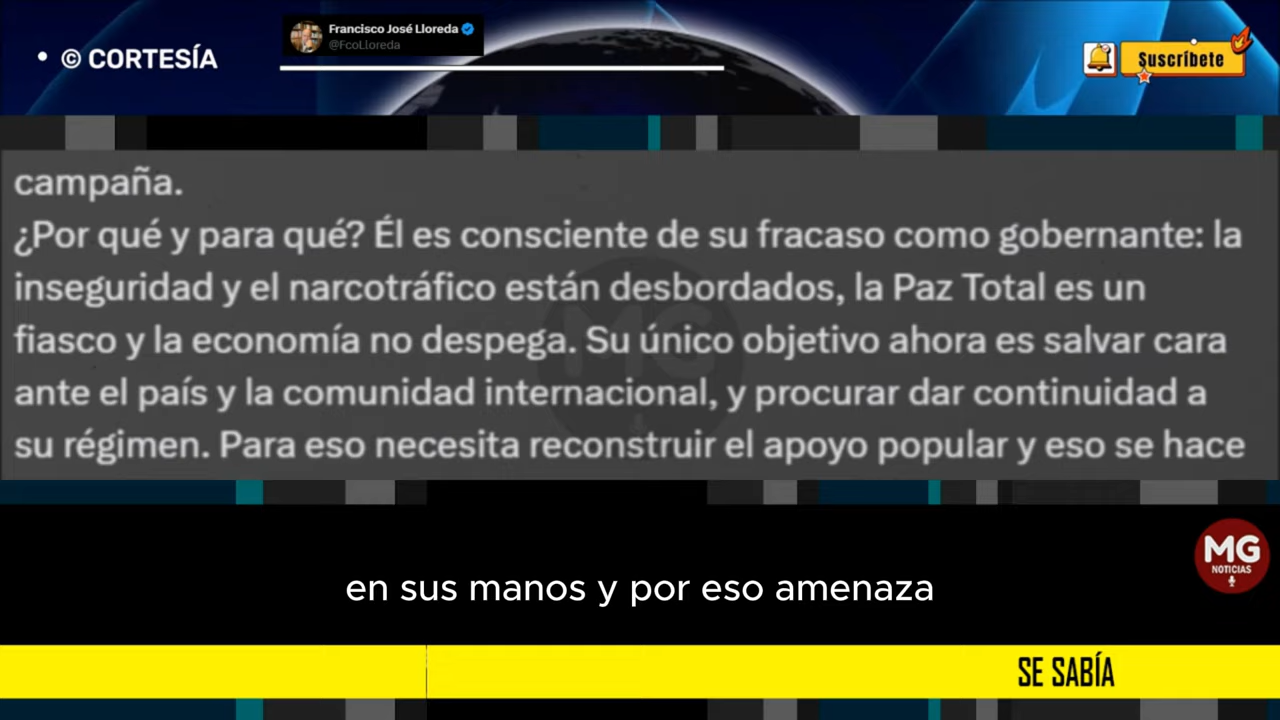 • © CORTESÍA
Francisco José Lloreda
@FcoLloreda
Suscríbete
campaña.
¿Por qué y para qué? Él es consciente de su fracaso como gobernante: la
inseguridad y el narcotráfico están desbordados, la Paz Total es un
fiasco y la economía no despega. Su único objetivo ahora es salvar cara
ante el país y la comunidad internacional, y procurar dar continuidad a
su régimen. Para eso necesita reconstruir el apoyo popular y eso se hace
MG
en sus manos y por eso amenaza
MG
NOTICIAS
SE SABÍA